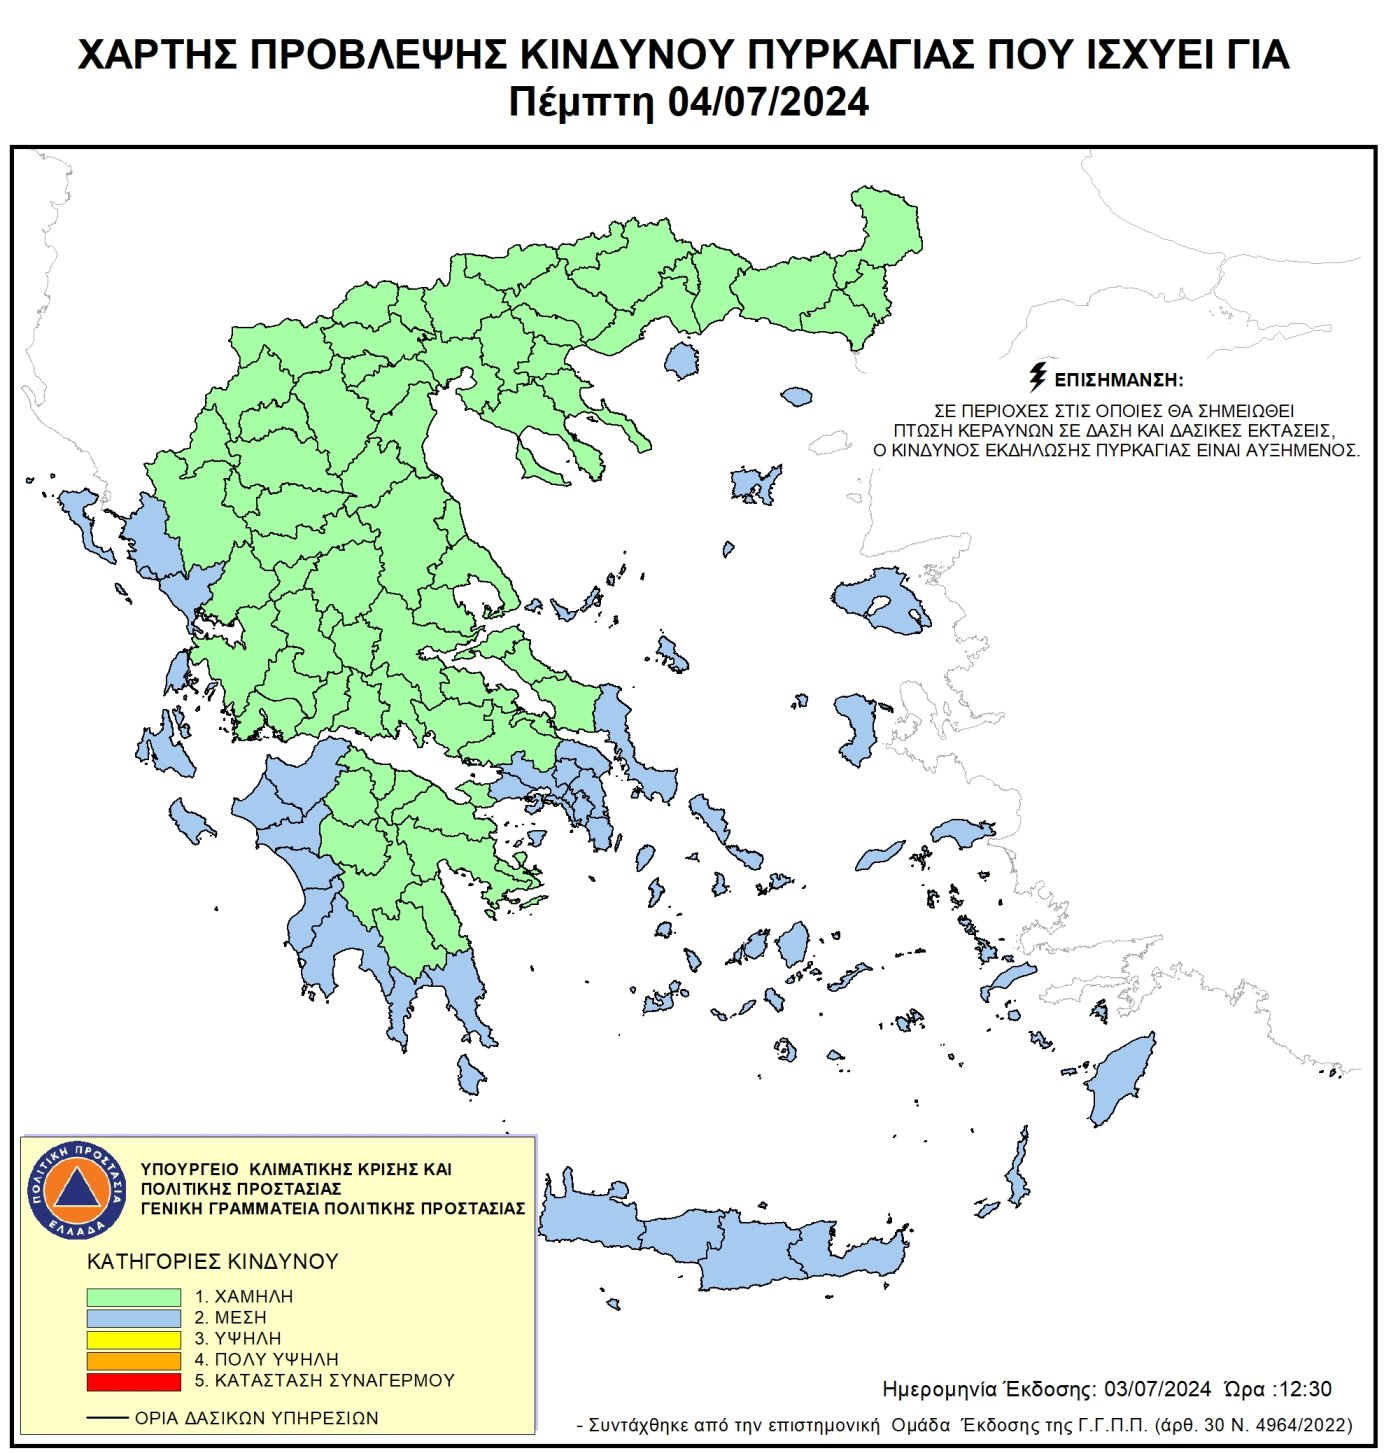 ΧΑΡΤΗΣ ΠΡΟΒΛΕΨΗΣ ΚΙΝΔΥΝΟΥ ΠΥΡΚΑΓΙΑΣ ΠΟΥ ΙΣΧΥΕΙ ΓΙΑ
Πέμπτη 04/07/2024
ΕΠΙΣΗΜΑΝΣΗ:
ΣΕ ΠΕΡΙΟΧΕΣ ΣΤΙΣ ΟΠΟΙΕΣ ΘΑ ΣΗΜΕΙΩΘΕΙ
ΠΤΩΣΗ ΚΕΡΑΥΝΩΝ ΣΕ ΔΑΣΗ ΚΑΙ ΔΑΣΙΚΕΣ ΕΚΤΑΣΕΙΣ,
Ο ΚΙΝΔΥΝΟΣ ΕΚΔΗΛΩΣΗΣ ΠΥΡΚΑΓΙΑΣ ΕΙΝΑΙ ΑΥΞΗΜΕΝΟΣ.
ΠΟΛΙΤΙΚΗ ΠΡΟΣΤΑΣΙΑ
ΕΛΛΑΔΑ
ΥΠΟΥΡΓΕΙΟ ΚΛΙΜΑΤΙΚΗΣ ΚΡΙΣΗΣ ΚΑΙ
ΠΟΛΙΤΙΚΗΣ ΠΡΟΣΤΑΣΙΑΣ
ΓΕΝΙΚΗ ΓΡΑΜΜΑΤΕΙΑ ΠΟΛΙΤΙΚΗΣ ΠΡΟΣΤΑΣΙΑΣ
ΚΑΤΗΓΟΡΙΕΣ ΚΙΝΔΥΝΟΥ
1. ΧΑΜΗΛΗ
2. ΜΕΣΗ
3. ΥΨΗΛΗ
4. ΠΟΛΥ ΥΨΗΛΗ
5. ΚΑΤΑΣΤΑΣΗ ΣΥΝΑΓΕΡΜΟΥ
ΟΡΙΑ ΔΑΣΙΚΩΝ ΥΠΗΡΕΣΙΩΝ
Ημερομηνία Έκδοσης: 03/07/2024 Ώρα :12:30
- Συντάχθηκε από την επιστημονική Ομάδα Έκδοσης της Γ.Γ.Π.Π. (άρθ. 30 Ν. 4964/2022)